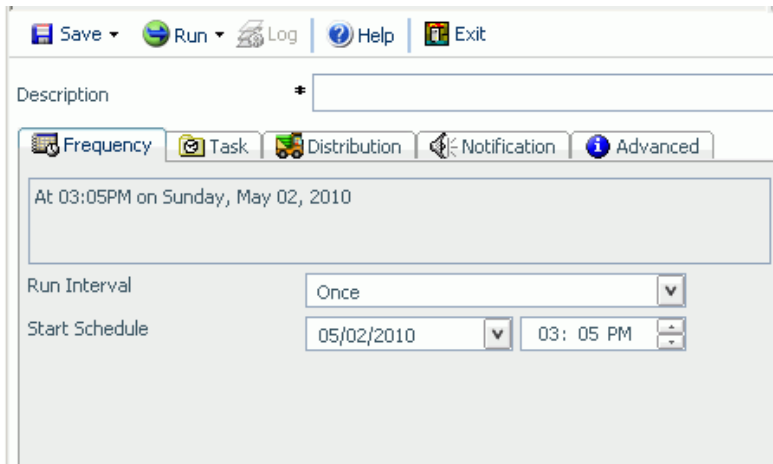 Save Run Log Help Exit
Description *
Frequency Task Distribution Notification Advanced
At 03:05PM on Sunday, May 02, 2010
Run Interval Once
Start Schedule 05/02/2010 03: 05 PM